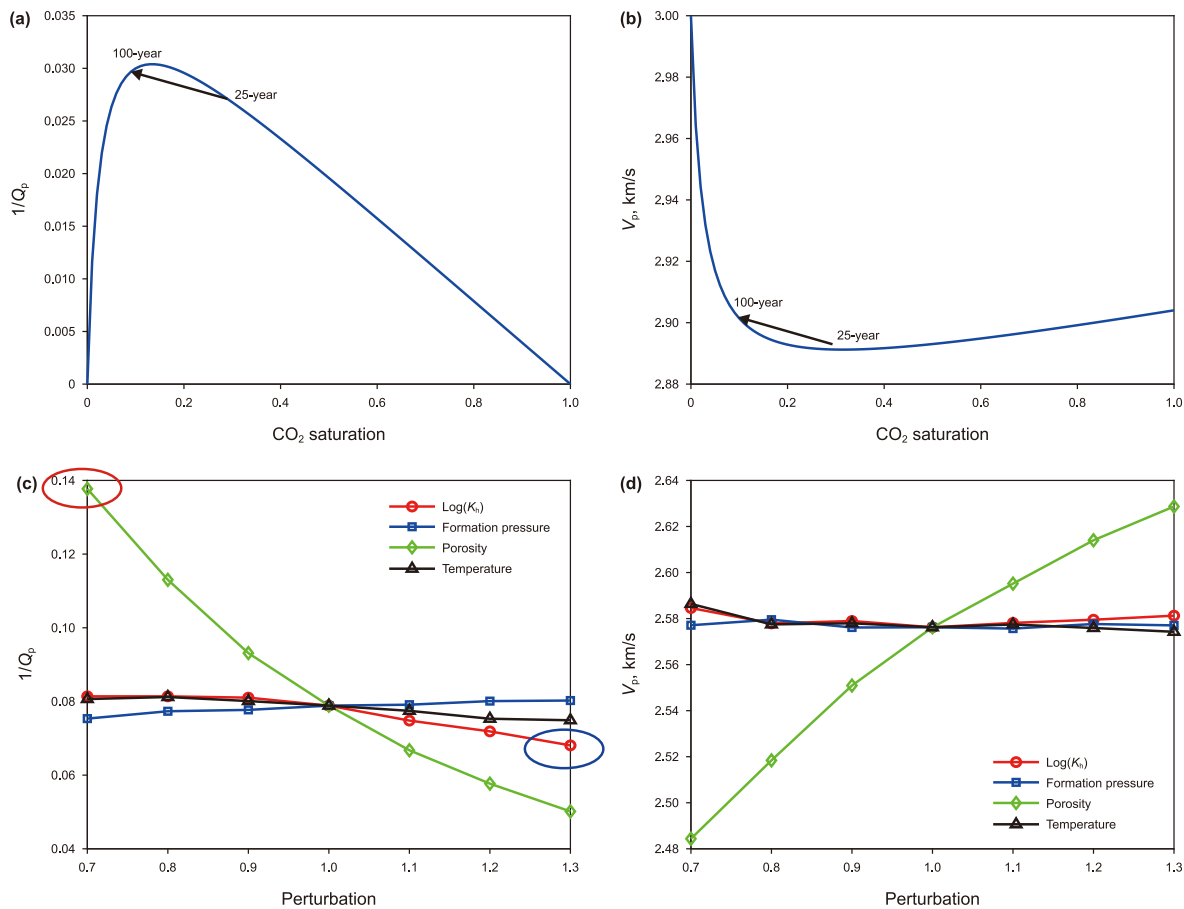 (a)
0.035
0.030
0.025
0.020
0.015
0.010
0.005
0
1/Qp
100-year
25-year
0
0.2
0.4
0.6
0.8
1.0
CO2 saturation
(b)
3.00
2.98
2.96
2.94
2.92
2.90
2.88
Vp, km/s
100-year
25-year
0
0.2
0.4
0.6
0.8
1.0
CO2 saturation
(c)
0.14
0.12
0.10
0.08
0.06
0.04
1/Qp
Log(Kh)
Formation pressure
Porosity
Temperature
0.7
0.8
0.9
1.0
1.1
1.2
1.3
Perturbation
(d)
2.64
2.62
2.60
2.58
2.56
2.54
2.52
2.50
2.48
Vp, km/s
Log(Kh)
Formation pressure
Porosity
Temperature
0.7
0.8
0.9
1.0
1.1
1.2
1.3
Perturbation